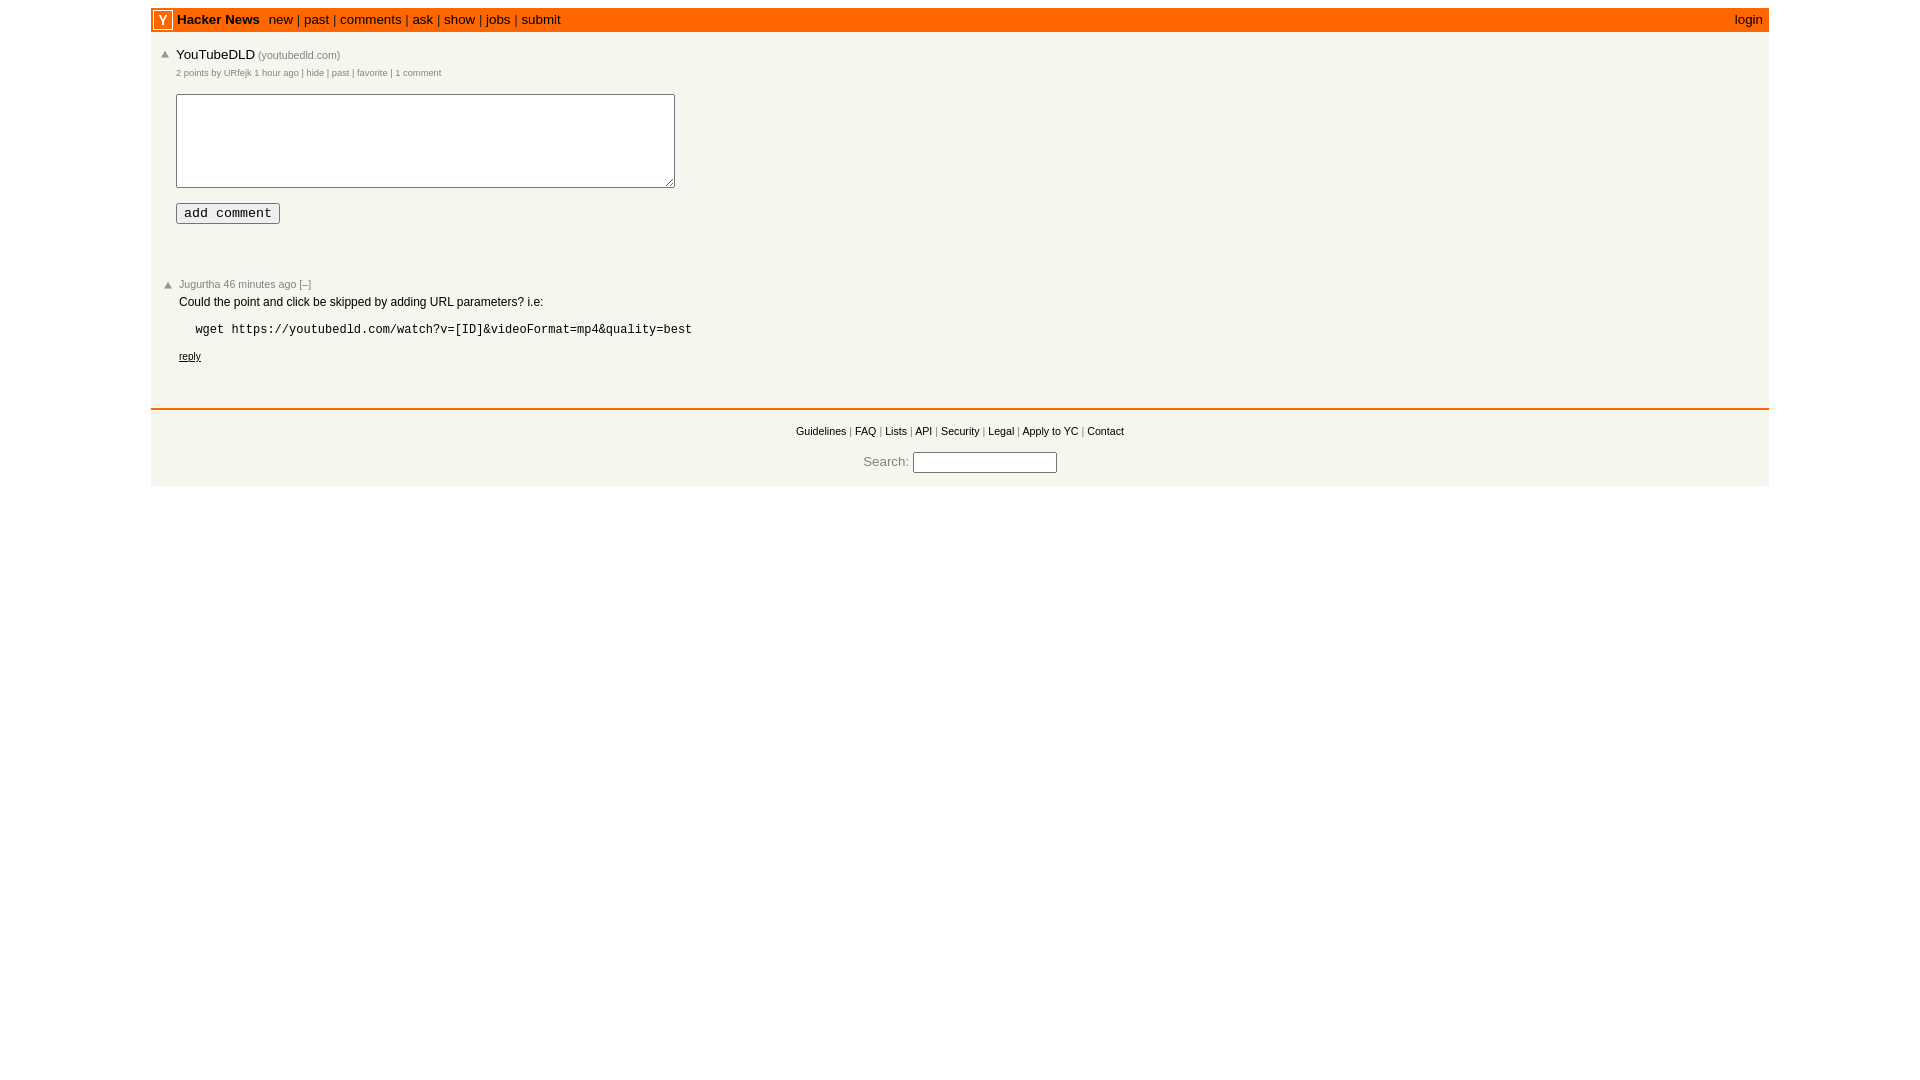 Y Hacker News new | past | comments | ask | show | jobs | submit login
YouTubeDLD (youtubedld.com)
2 points by URfejk 1 hour ago | hide | past | favorite | 1 comment
add comment
Jugurtha 46 minutes ago [–]
Could the point and click be skipped by adding URL parameters? i.e:
wget https://youtubedld.com/watch?v=[ID]&videoFormat=mp4&quality=best
reply
Guidelines | FAQ | Lists | API | Security | Legal | Apply to YC | Contact
Search: